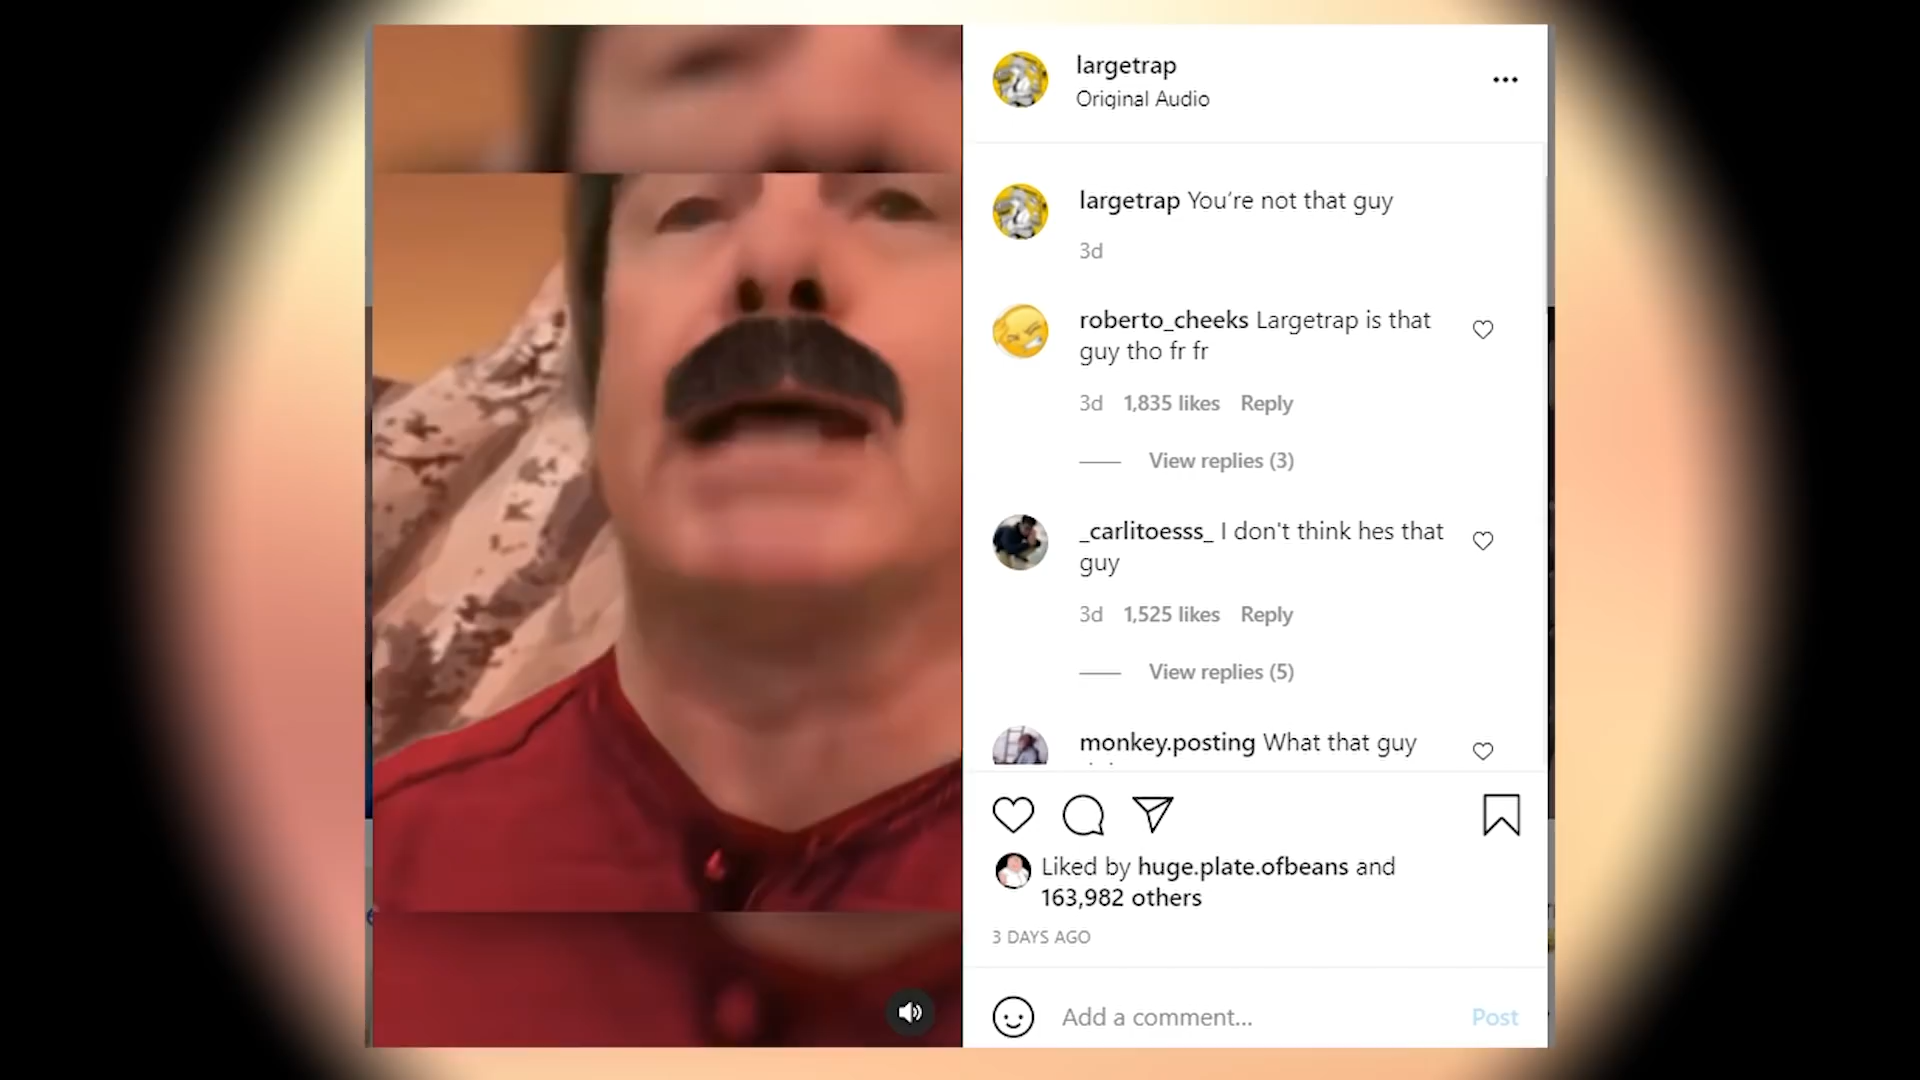 largetrap
Original Audio
largetrap You're not that guy
3d
roberto_cheeks Largetrap is that
guy tho fr fr
3d 1,835 likes Reply
View replies (3)
_carlitoesss_ I don't think hes that
guy
3d 1,525 likes Reply
View replies (5)
monkey.posting What that guy
Liked by huge.plate.ofbeans and
163,982 others
3 DAYS AGO
Add a comment...
Post